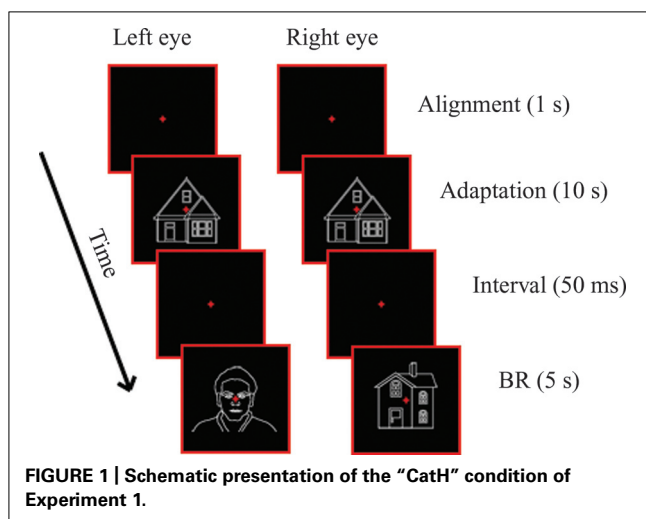 Left eye Right eye
Alignment (1 s)
Adaptation (10 s)
Time
Interval (50 ms)
BR (5 s)
FIGURE 1 | Schematic presentation of the “CatH” condition of
Experiment 1.